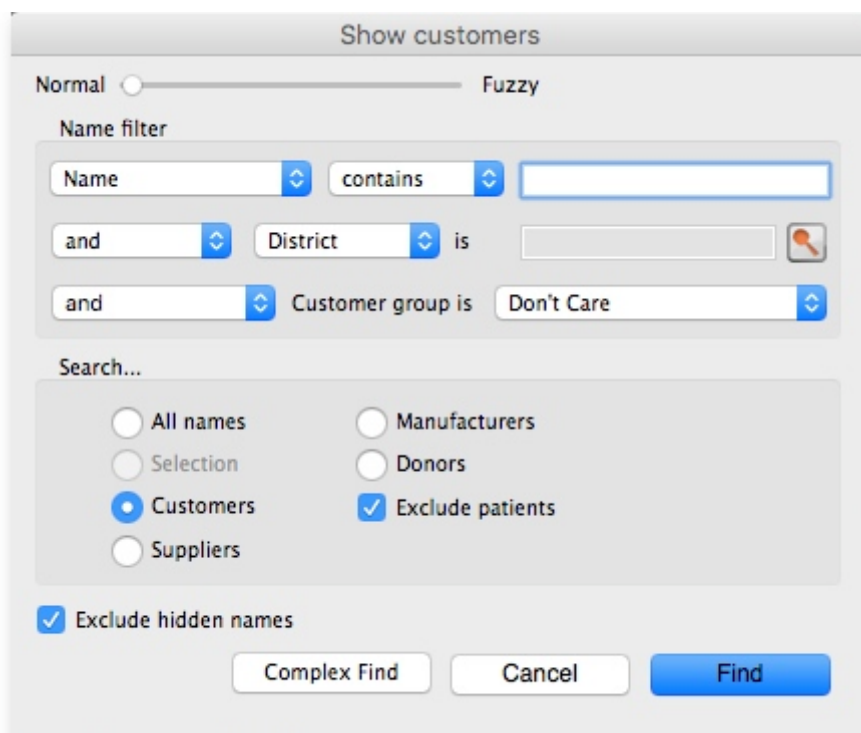 Show customers
Normal Fuzzy
Name filter
Name contains
and District is
and Customer group is Don't Care
Search...
All names Manufacturers
Selection Donors
Customers Exclude patients
Suppliers
Exclude hidden names
Complex Find Cancel Find